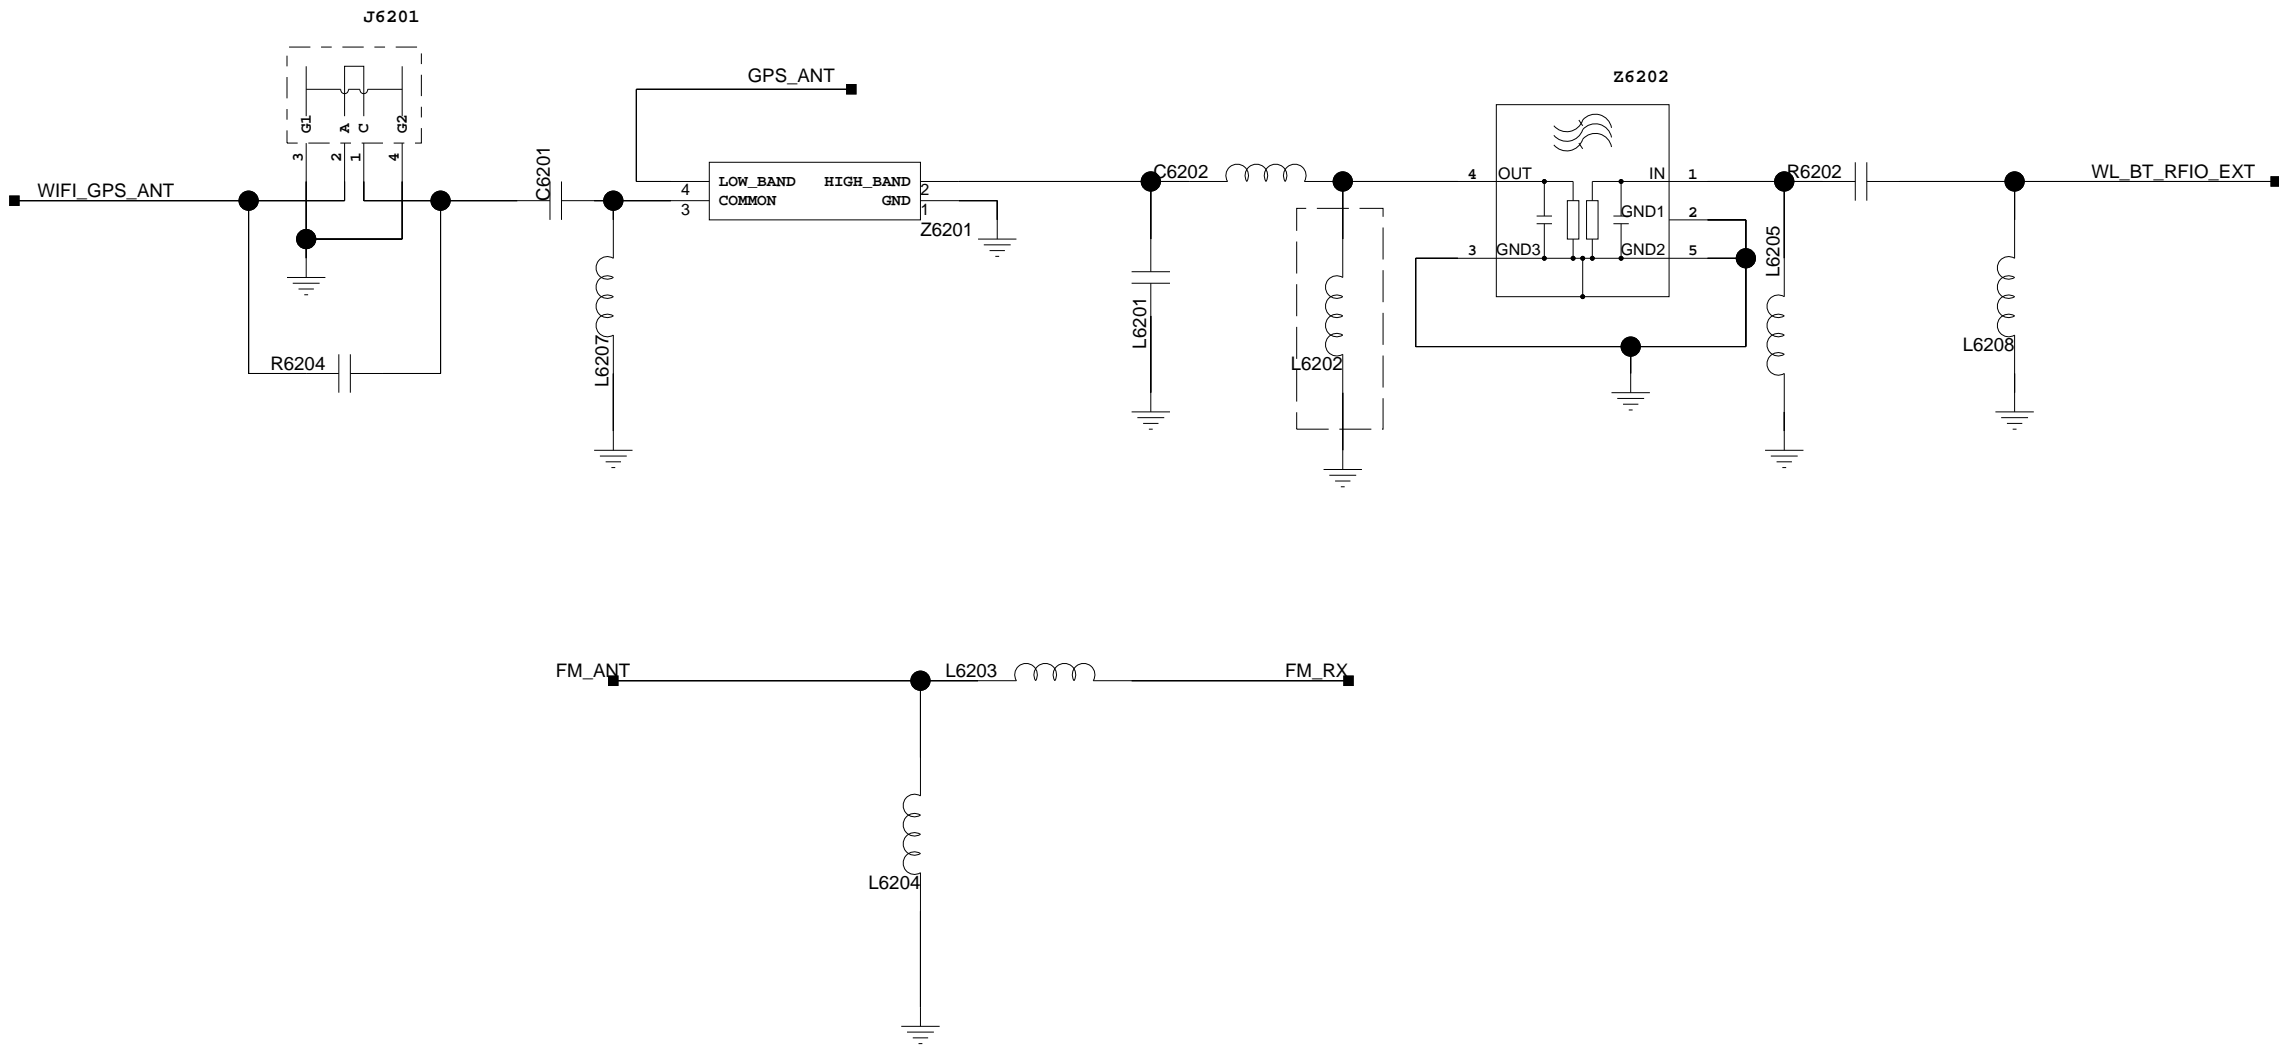 J6201
GPS_ANT
Z6202
G1 A C G2
3 2 1 4
C6201
WIFI_GPS_ANT
4 LOW_BAND HIGH_BAND 2
3 COMMON GND 1
Z6201
C6202
4 OUT IN 1
GND1 2
3 GND3 GND2 5
R6202
WL_BT_RFIO_EXT
L6205
R6204
L6207
L6201
L6202
L6208
FM_ANT
L6203
FM_RX
L6204